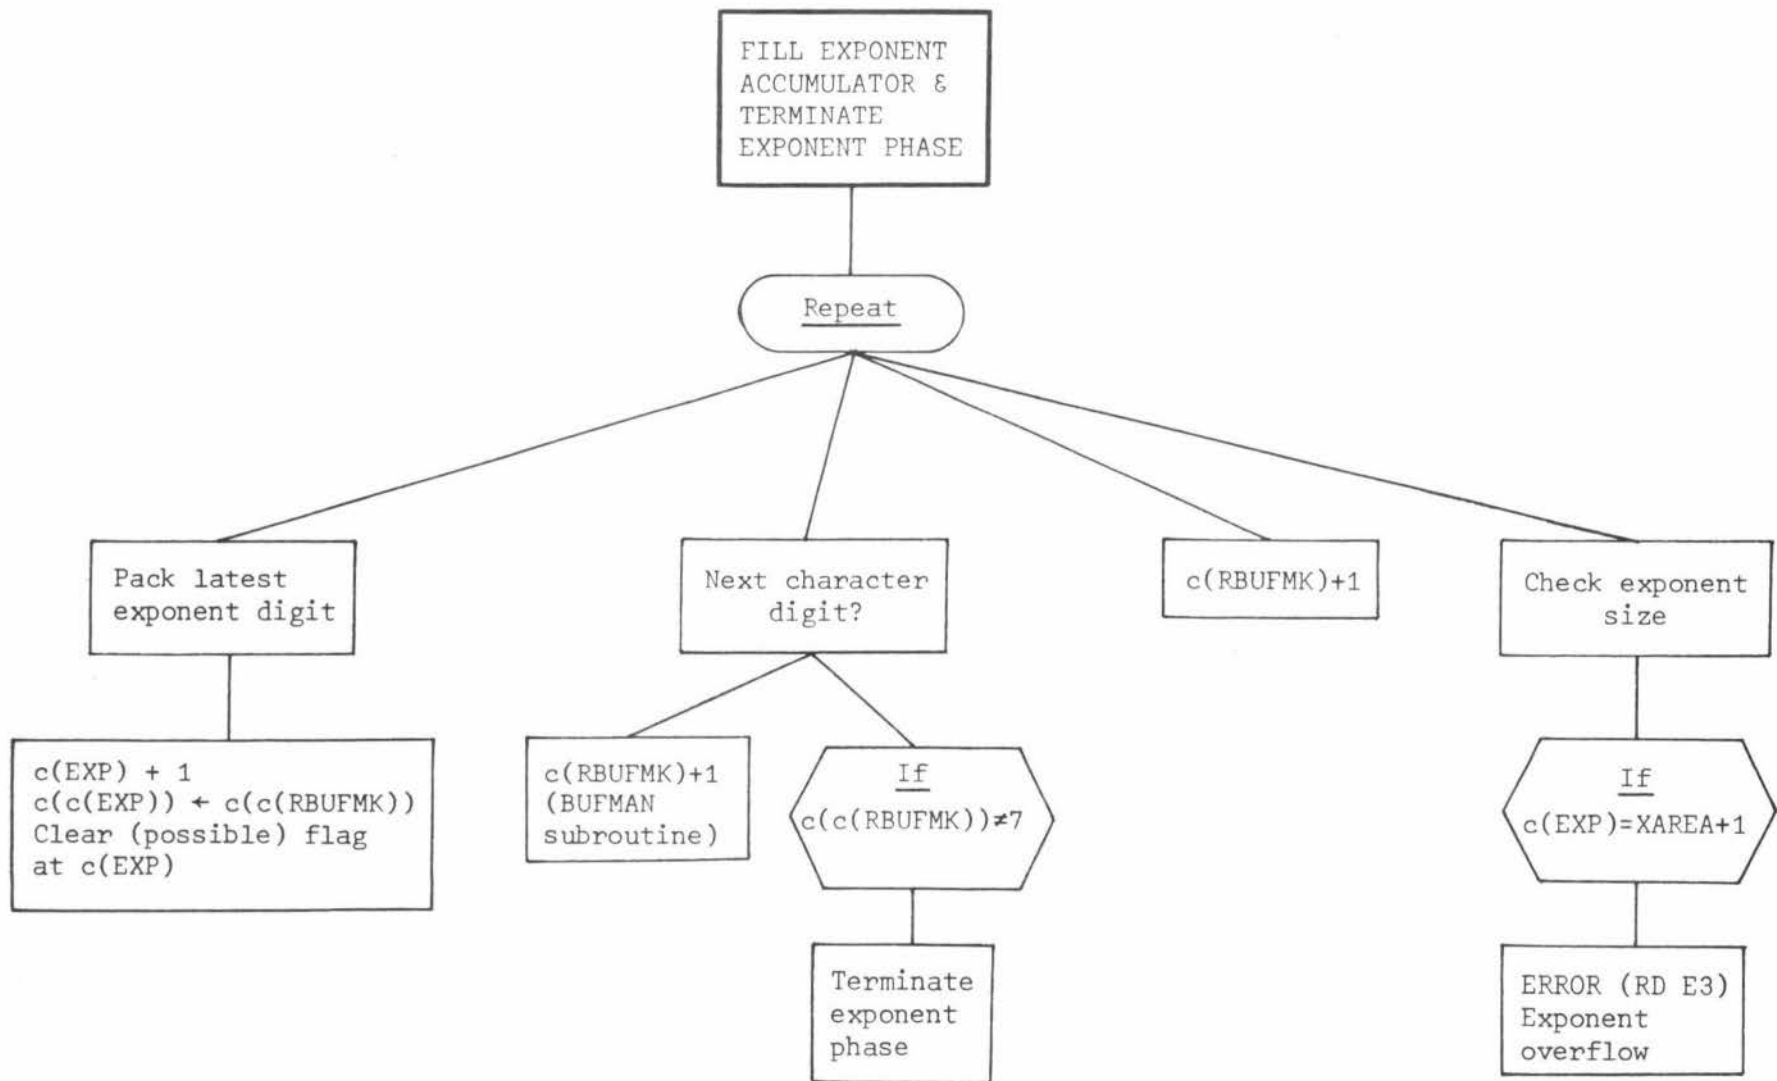 FILL EXPONENT
ACCUMULATOR &
TERMINATE
EXPONENT PHASE
Repeat
Pack latest
exponent digit
Next character
digit?
c(RBUFMK)+1
Check exponent
size
c(EXP) + 1
c(c(EXP)) ← c(c(RBUFMK))
Clear (possible) flag
at c(EXP)
c(RBUFMK)+1
(BUFMAN
subroutine)
If
c(c(RBUFMK))≠7
If
c(EXP)=XAREA+1
Terminate
exponent
phase
ERROR (RD E3)
Exponent
overflow